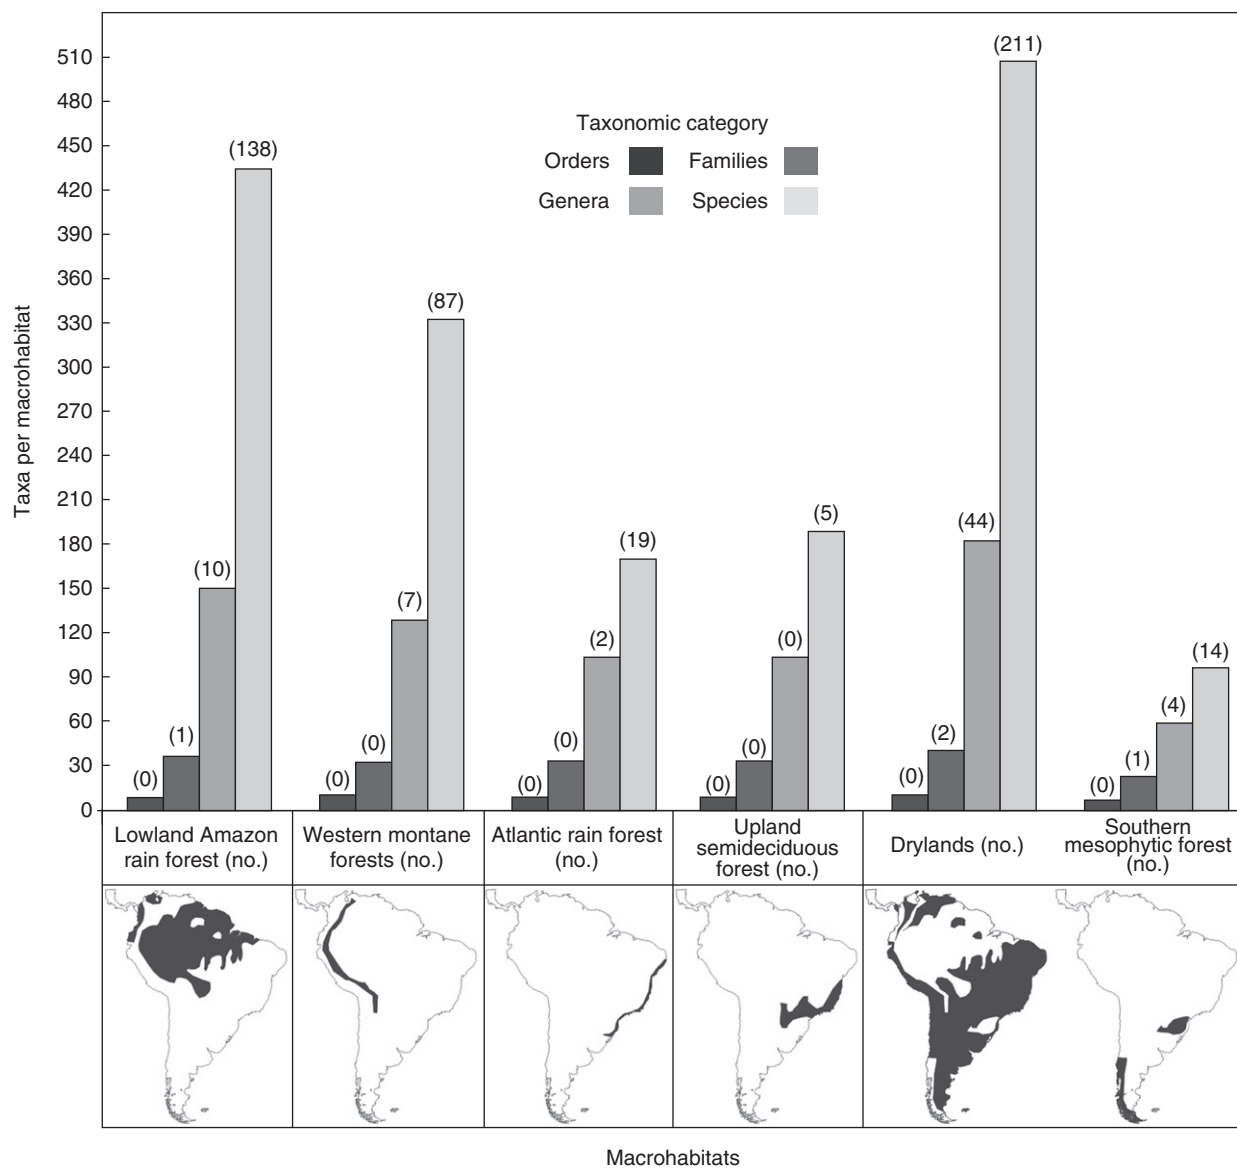 510
480
450
420
390
360
330
300
270
240
210
180
150
120
90
60
30
0
Taxa per macrohabitat
Taxonomic category
Orders Families
Genera Species
(0) (1) (10) (138)
(0) (0) (7) (87)
(0) (0) (2) (19)
(0) (0) (0) (5)
(0) (2) (44) (211)
(0) (1) (4) (14)
Lowland Amazon
rain forest (no.)
Western montane
forests (no.)
Atlantic rain forest
(no.)
Upland
semideciduous
forest (no.)
Drylands (no.)
Southern
mesophytic forest
(no.)
Macrohabitats